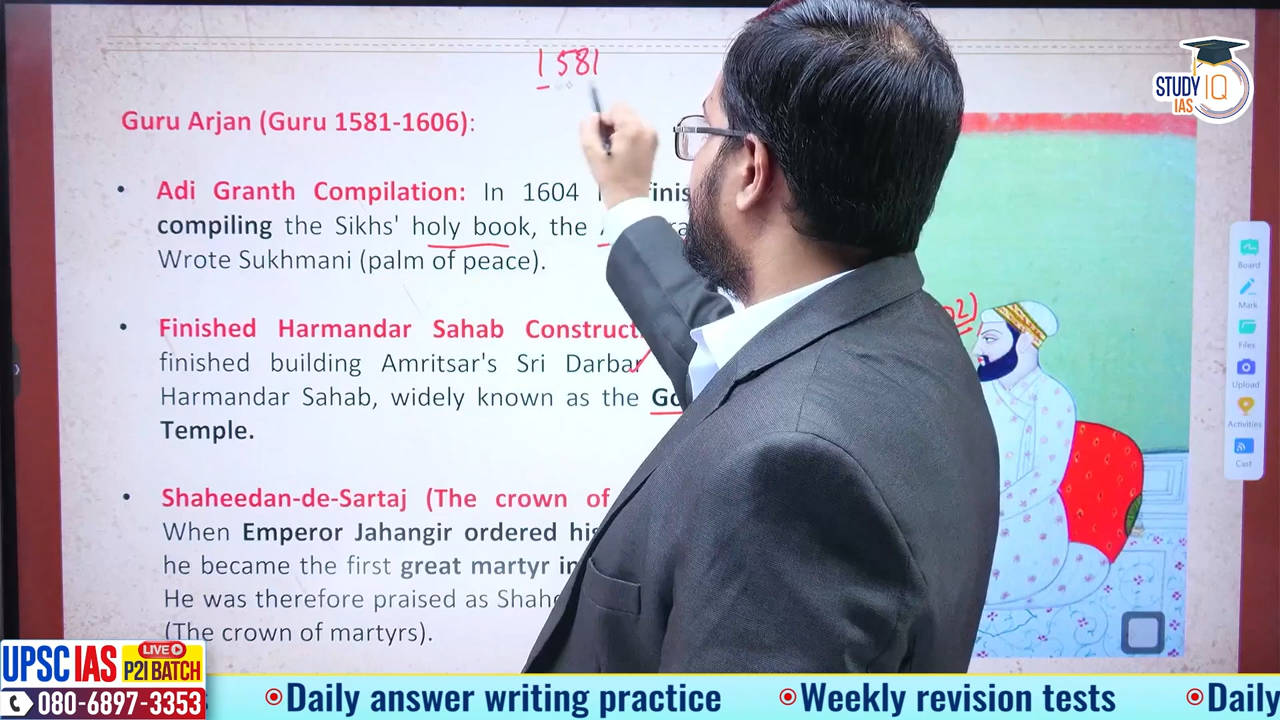 1581
STUDY IQ
IAS
Guru Arjan (Guru 1581-1606):
• Adi Granth Compilation: In 1604
compiling the Sikhs' holy book, the
Wrote Sukhmani (palm of peace).
• Finished Harmandar Sahab
finished building Amritsar's Sri Darbar
Harmandar Sahab, widely known as the
Temple.
• Shaheedan-de-Sartaj (The crown of
When Emperor Jahangir ordered his
he became the first great martyr in
He was therefore praised as
(The crown of martyrs).
Board
Mark
Files
Upload
Activities
Cast
UPSC IAS LIVE
P2I BATCH
080-6897-3353
Daily answer writing practice Weekly revision tests Daily